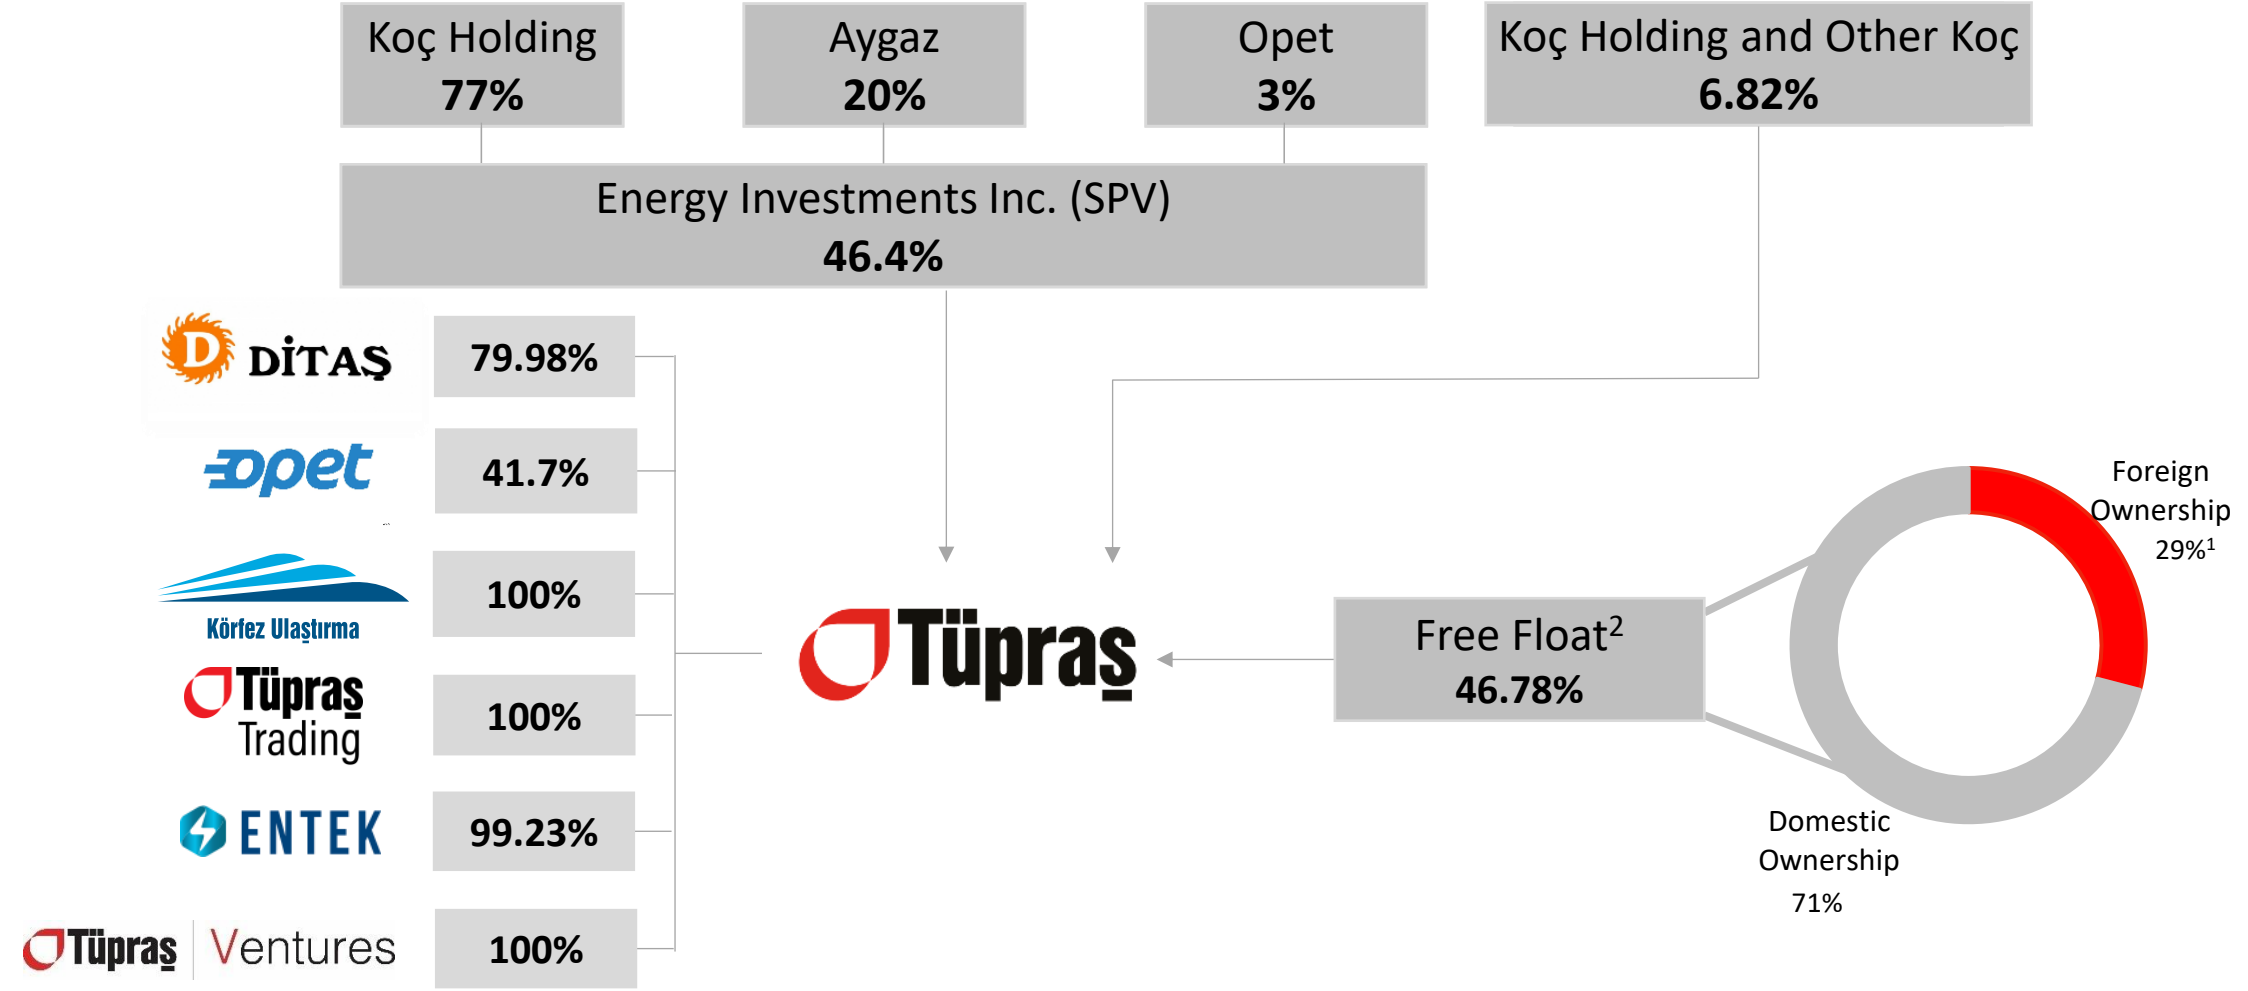 Koç Holding
77%
Aygaz
20%
Opet
3%
Koç Holding and Other Koç
6.82%
Energy Investments Inc. (SPV)
46.4%
D DİTAŞ
79.98%
opet
41.7%
Körfez Ulaştırma
100%
Tüpraş
Trading
100%
ENTEK
99.23%
Tüpraş Ventures
100%
Tüpraş
Free Float²
46.78%
Foreign
Ownership
29%¹
Domestic
Ownership
71%